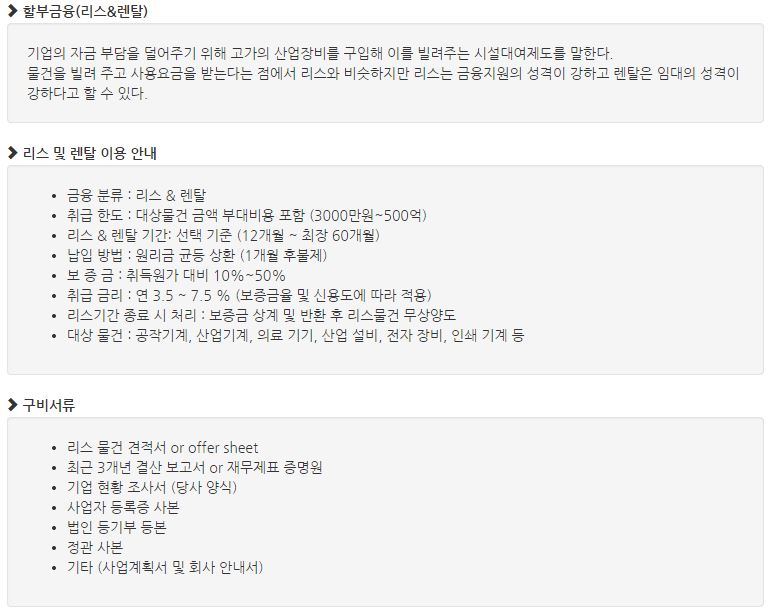 할부금융(리스&렌탈)
기업의 자금 부담을 덜어주기 위해 고가의 산업장비를 구입해 이를 빌려주는 시설대여제도를 말한다.
물건을 빌려 주고 사용요금을 받는다는 점에서 리스와 비슷하지만 리스는 금융지원의 성격이 강하고 렌탈은 임대의 성격이
강하다고 할 수 있다.
리스 및 렌탈 이용 안내
• 금융 분류 : 리스 & 렌탈
• 취급 한도 : 대상물건 금액 부대비용 포함 (3000만원~500억)
• 리스 & 렌탈 기간: 선택 기준 (12개월 ~ 최장 60개월)
• 납입 방법 : 원리금 균등 상환 (1개월 후불제)
• 보 증 금 : 취득원가 대비 10%~50%
• 취급 금리 : 연 3.5 ~ 7.5 % (보증금율 및 신용도에 따라 적용)
• 리스기간 종료 시 처리 : 보증금 상계 및 반환 후 리스물건 무상양도
• 대상 물건 : 공작기계, 산업기계, 의료 기기, 산업 설비, 전자 장비, 인쇄 기계 등
구비서류
• 리스 물건 견적서 or offer sheet
• 최근 3개년 결산 보고서 or 재무제표 증명원
• 기업 현황 조사서 (당사 양식)
• 사업자 등록증 사본
• 법인 등기부 등본
• 정관 사본
• 기타 (사업계획서 및 회사 안내서)